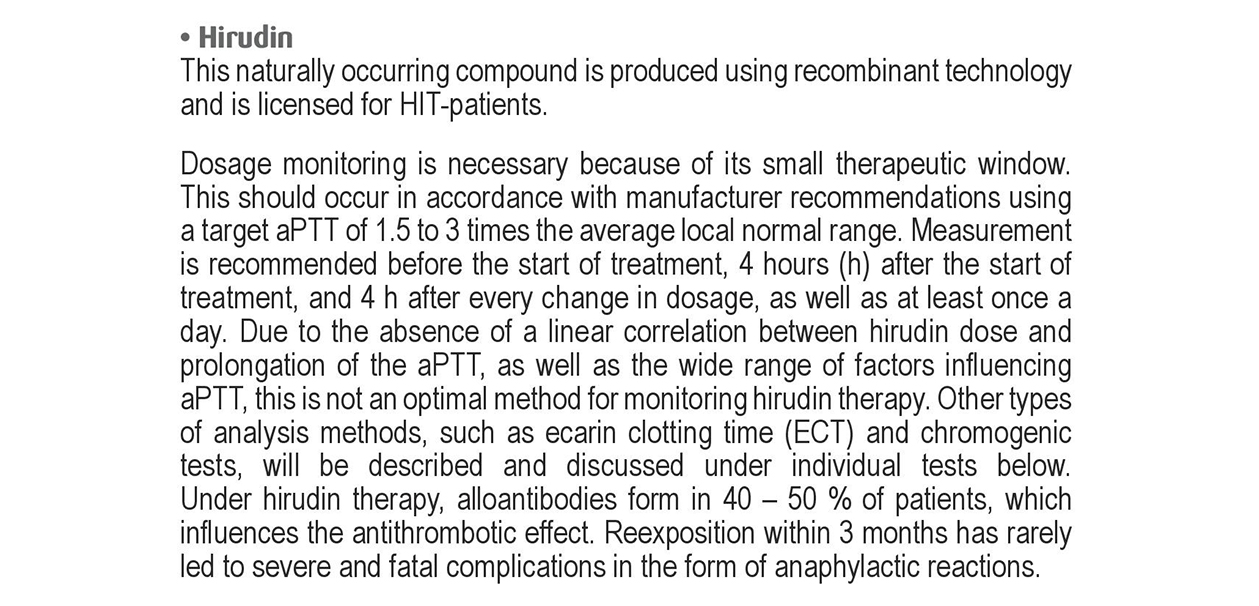 • Hirudin
This naturally occurring compound is produced using recombinant technology
and is licensed for HIT-patients.
Dosage monitoring is necessary because of its small therapeutic window.
This should occur in accordance with manufacturer recommendations using
a target aPTT of 1.5 to 3 times the average local normal range. Measurement
is recommended before the start of treatment, 4 hours (h) after the start of
treatment, and 4 h after every change in dosage, as well as at least once a
day. Due to the absence of a linear correlation between hirudin dose and
prolongation of the aPTT, as well as the wide range of factors influencing
aPTT, this is not an optimal method for monitoring hirudin therapy. Other types
of analysis methods, such as ecarin clotting time (ECT) and chromogenic
tests, will be described and discussed under individual tests below.
Under hirudin therapy, alloantibodies form in 40 – 50 % of patients, which
influences the antithrombotic effect. Reexposition within 3 months has rarely
led to severe and fatal complications in the form of anaphylactic reactions.